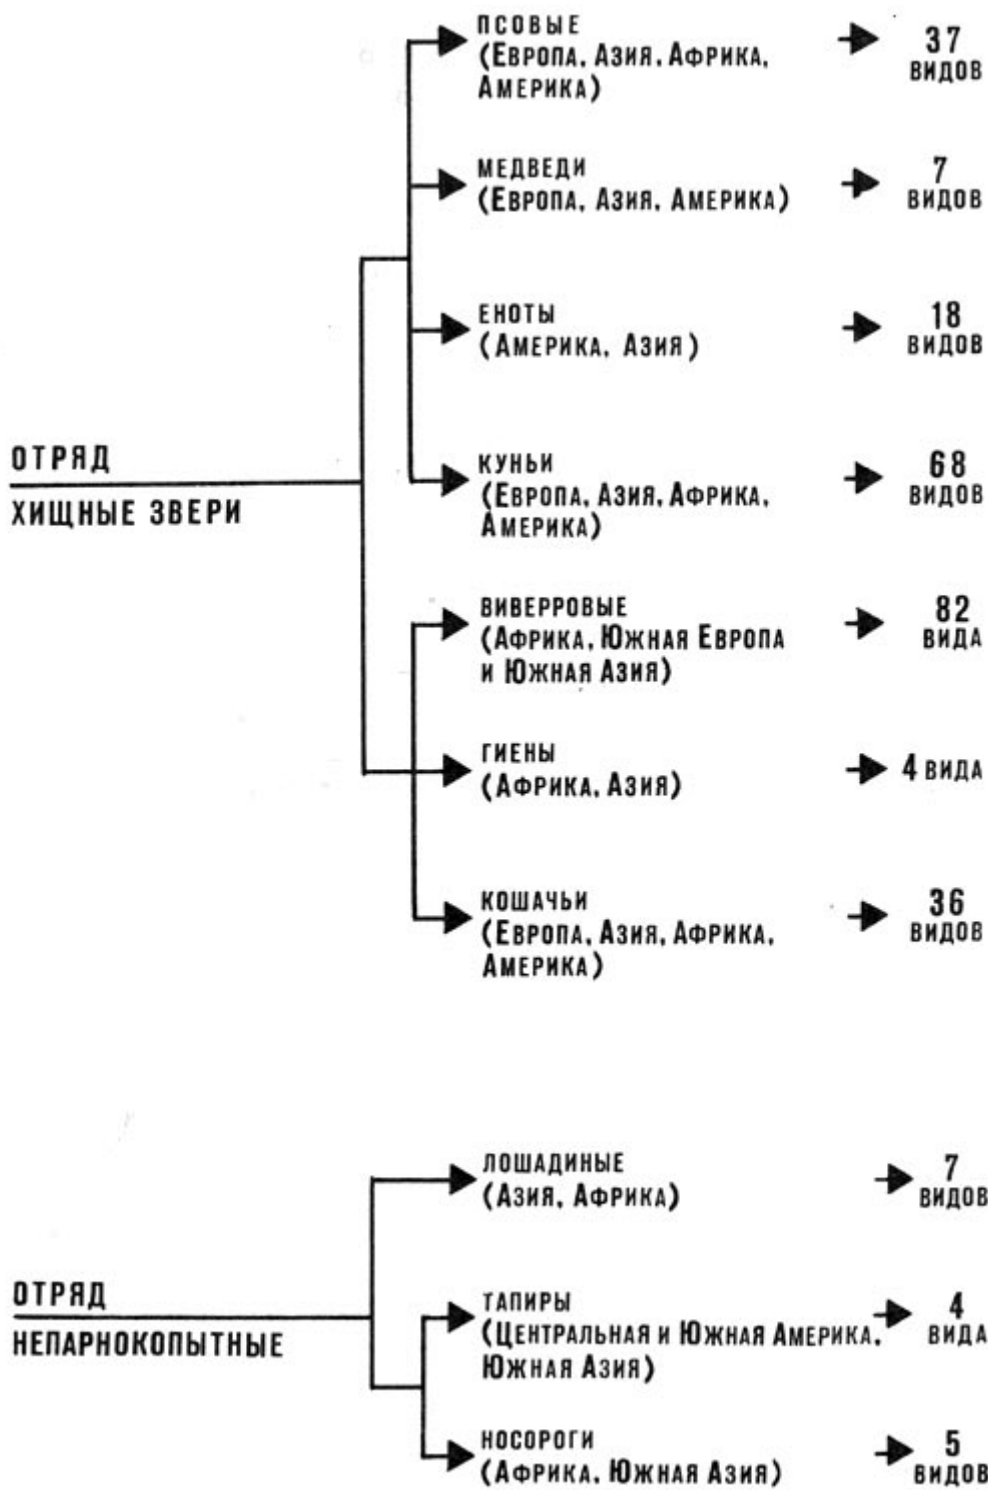 ПСОВЫЕ
(ЕВРОПА, АЗИЯ, АФРИКА,
АМЕРИКА)
37
ВИДОВ
МЕДВЕДИ
(ЕВРОПА, АЗИЯ, АМЕРИКА)
7
ВИДОВ
ЕНОТЫ
(АМЕРИКА, АЗИЯ)
18
ВИДОВ
ОТРЯД
ХИЩНЫЕ ЗВЕРИ
КУНЬИ
(ЕВРОПА, АЗИЯ, АФРИКА,
АМЕРИКА)
68
ВИДОВ
ВИВЕРРОВЫЕ
(АФРИКА, ЮЖНАЯ ЕВРОПА
И ЮЖНАЯ АЗИЯ)
82
ВИДА
ГИЕНЫ
(АФРИКА, АЗИЯ)
4 ВИДА
КОШАЧЬИ
(ЕВРОПА, АЗИЯ, АФРИКА,
АМЕРИКА)
36
ВИДОВ
ЛОШАДИНЫЕ
(АЗИЯ, АФРИКА)
7
ВИДОВ
ОТРЯД
НЕПАРНОКОПЫТНЫЕ
ТАПИРЫ
(ЦЕНТРАЛЬНАЯ И ЮЖНАЯ АМЕРИКА,
ЮЖНАЯ АЗИЯ)
4
ВИДА
НОСОРОГИ
(АФРИКА, ЮЖНАЯ АЗИЯ)
5
ВИДОВ